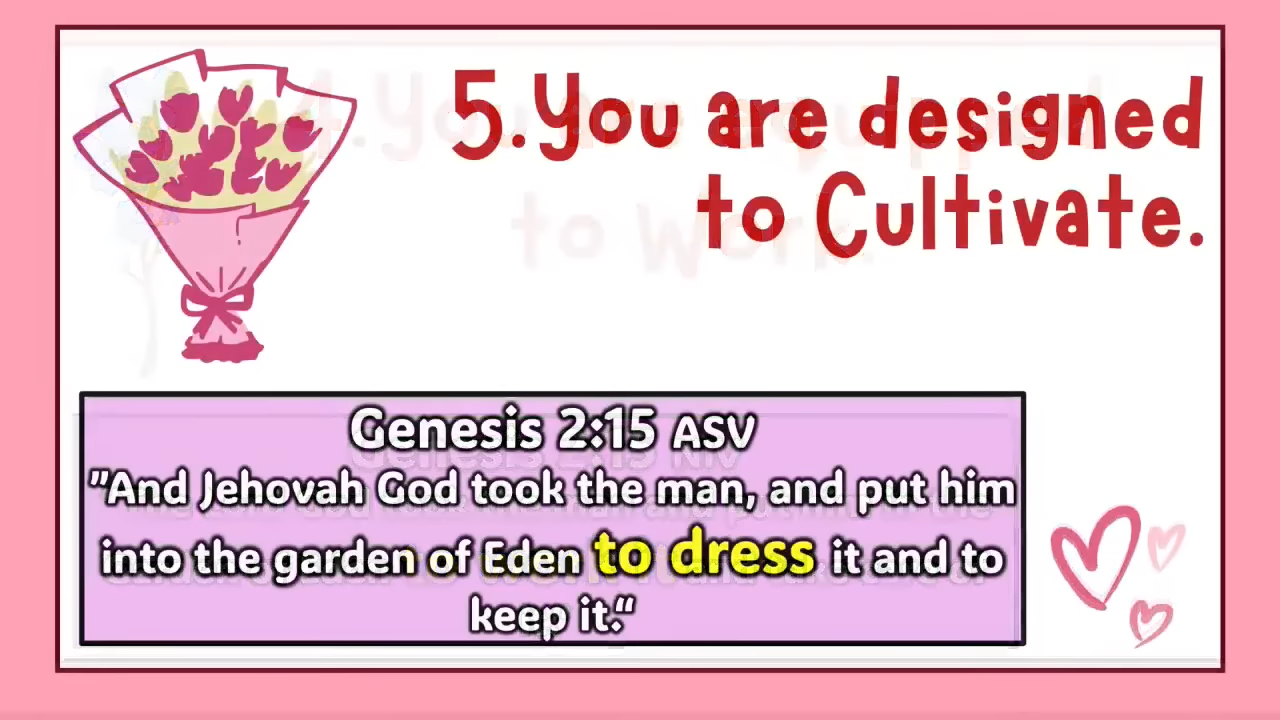 5.You are designed
to Cultivate.
Genesis 2:15 ASV
"And Jehovah God took the man, and put him
into the garden of Eden to dress it and to
keep it."